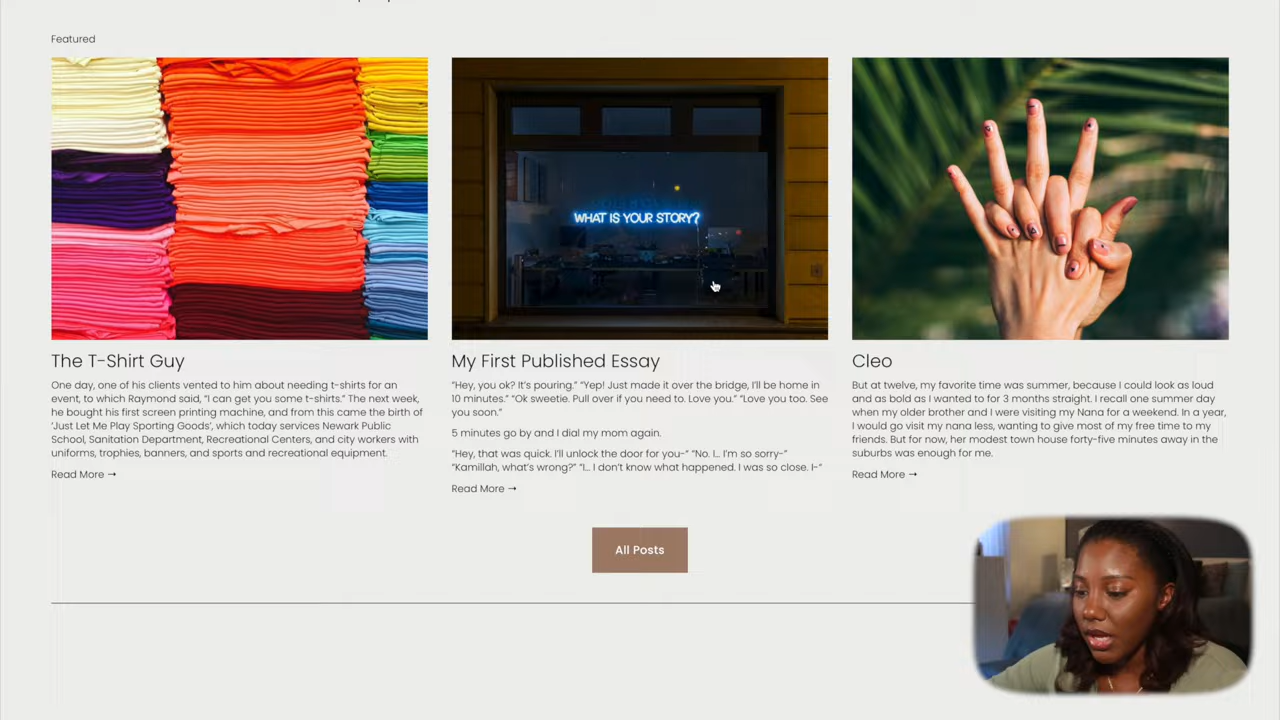 Featured
WHAT IS YOUR STORY?
The T-Shirt Guy
One day, one of his clients vented to him about needing t-shirts for an
event, to which Raymond said, “I can get you some t-shirts.” The next week,
he bought his first screen printing machine, and from this came the birth of
‘Just Let Me Play Sporting Goods’, which today services Newark Public
School, Sanitation Department, Recreational Centers, and city workers with
uniforms, trophies, banners, and sports and recreational equipment.
Read More →
My First Published Essay
“Hey, you ok? It’s pouring.” “Yep! Just made it over the bridge, I’ll be home in
10 minutes.” “Ok sweetie. Pull over if you need to. Love you.” “Love you too. See
you soon.”
5 minutes go by and I dial my mom again.
“Hey, that was quick. I’ll unlock the door for you-” “No. I... I’m so sorry-”
“Kamillah, what’s wrong?” “I... I don’t know what happened. I was so close. I-”
Read More →
Cleo
But at twelve, my favorite time was summer, because I could look as loud
and as bold as I wanted to for 3 months straight. I recall one summer day
when my older brother and I were visiting my Nana for a weekend. In a year,
I would go visit my nana less, wanting to give most of my free time to my
friends. But for now, her modest town house forty-five minutes away in the
suburbs was enough for me.
Read More →
All Posts